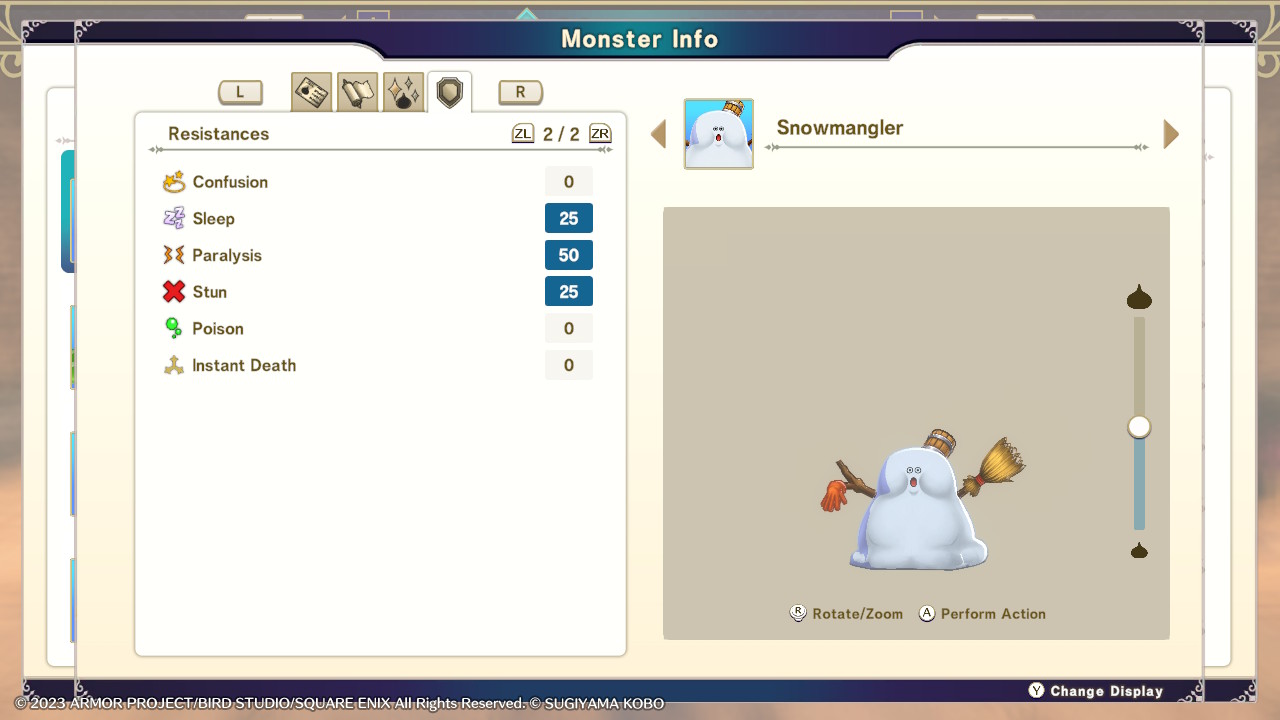 Monster Info
L
R
Resistances
ZL 2 / 2 ZR
Confusion 0
Sleep 25
Paralysis 50
Stun 25
Poison 0
Instant Death 0
Snowmangler
R Rotate/Zoom A Perform Action
Y Change Display
© 2023 ARMOR PROJECT/BIRD STUDIO/SQUARE ENIX All Rights Reserved. © SUGIYAMA KOBO